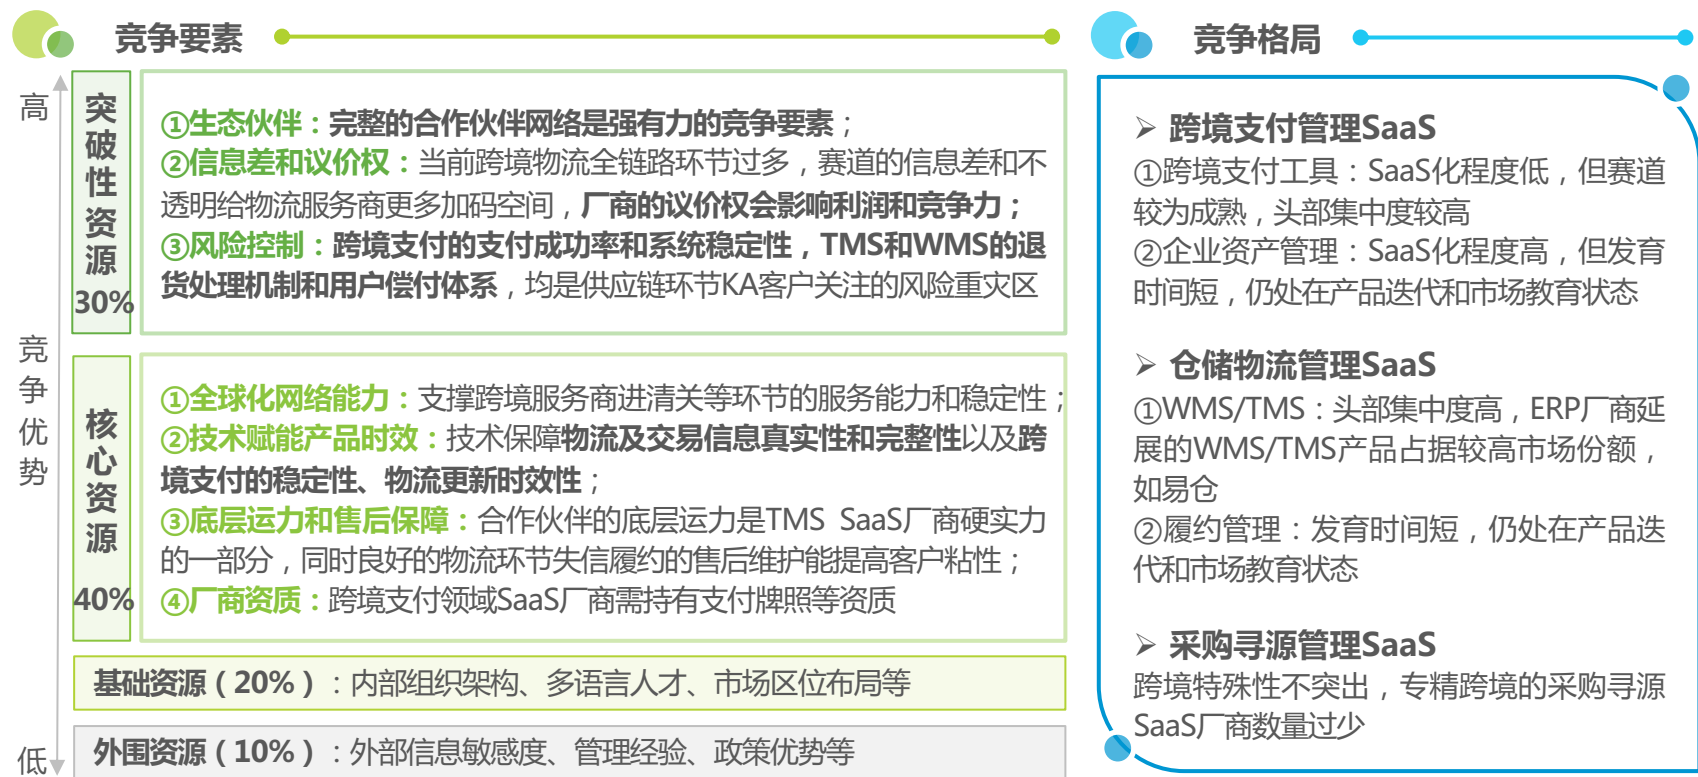 竞争要素
高
竞争优势
低
突破性资源
30%
①生态伙伴：完整的合作伙伴网络是强有力的竞争要素；
②信息差和议价权：当前跨境物流全链路环节过多，赛道的信息差和不
透明给物流服务商更多加码空间，厂商的议价权会影响利润和竞争力；
③风险控制：跨境支付的支付成功率和系统稳定性，TMS和WMS的退
货处理机制和用户偿付体系，均是供应链环节KA客户关注的风险重灾区
核心资源
40%
①全球化网络能力：支撑跨境服务商进清关等环节的服务能力和稳定性；
②技术赋能产品时效：技术保障物流及交易信息真实性和完整性以及跨
境支付的稳定性、物流更新时效性；
③底层运力和售后保障：合作伙伴的底层运力是TMS SaaS厂商硬实力
的一部分，同时良好的物流环节失信履约的售后维护能提高客户粘性；
④厂商资质：跨境支付领域SaaS厂商需持有支付牌照等资质
基础资源（20%）：内部组织架构、多语言人才、市场区位布局等
外围资源（10%）：外部信息敏感度、管理经验、政策优势等
竞争格局
➢ 跨境支付管理SaaS
①跨境支付工具：SaaS化程度低，但赛道
较为成熟，头部集中度较高
②企业资产管理：SaaS化程度高，但发育
时间短，仍处在产品迭代和市场教育状态
➢ 仓储物流管理SaaS
①WMS/TMS：头部集中度高，ERP厂商延
展的WMS/TMS产品占据较高市场份额，
如易仓
②履约管理：发育时间短，仍处在产品迭
代和市场教育状态
➢ 采购寻源管理SaaS
跨境特殊性不突出，专精跨境的采购寻源
SaaS厂商数量过少